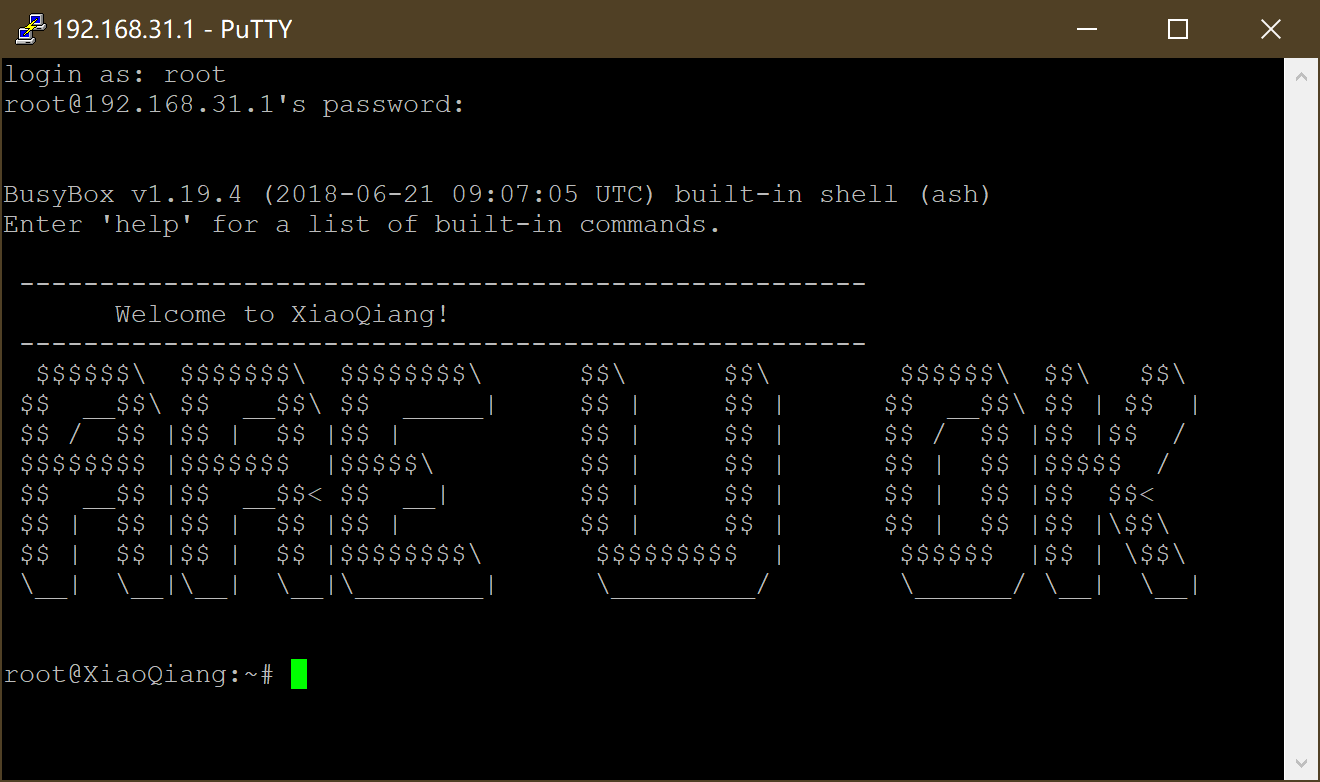 192.168.31.1 - PuTTY
login as: root
root@192.168.31.1's password:
BusyBox v1.19.4 (2018-06-21 09:07:05 UTC) built-in shell (ash)
Enter 'help' for a list of built-in commands.
 -----------------------------------------------------
       Welcome to XiaoQiang!
 -----------------------------------------------------
  $$$$$$\  $$$$$$$\  $$$$$$$$\      $$\      $$\        $$$$$$\  $$\   $$\
 $$  __$$\ $$  __$$\ $$  _____|     $$ |     $$ |      $$  __$$\ $$ | $$  |
 $$ /  $$ |$$ |  $$ |$$ |           $$ |     $$ |      $$ /  $$ |$$ |$$  /
 $$$$$$$$ |$$$$$$$  |$$$$$\         $$ |     $$ |      $$ |  $$ |$$$$$  /
 $$  __$$ |$$  __$$< $$  __|        $$ |     $$ |      $$ |  $$ |$$  $$<
 $$ |  $$ |$$ |  $$ |$$ |           $$ |     $$ |      $$ |  $$ |$$ |\$$\
 $$ |  $$ |$$ |  $$ |$$$$$$$$\       $$$$$$$$$  |       $$$$$$  |$$ | \$$\
 \__|  \__|\__|  \__|\________|      \_________/        \______/ \__|  \__|
root@XiaoQiang:~#